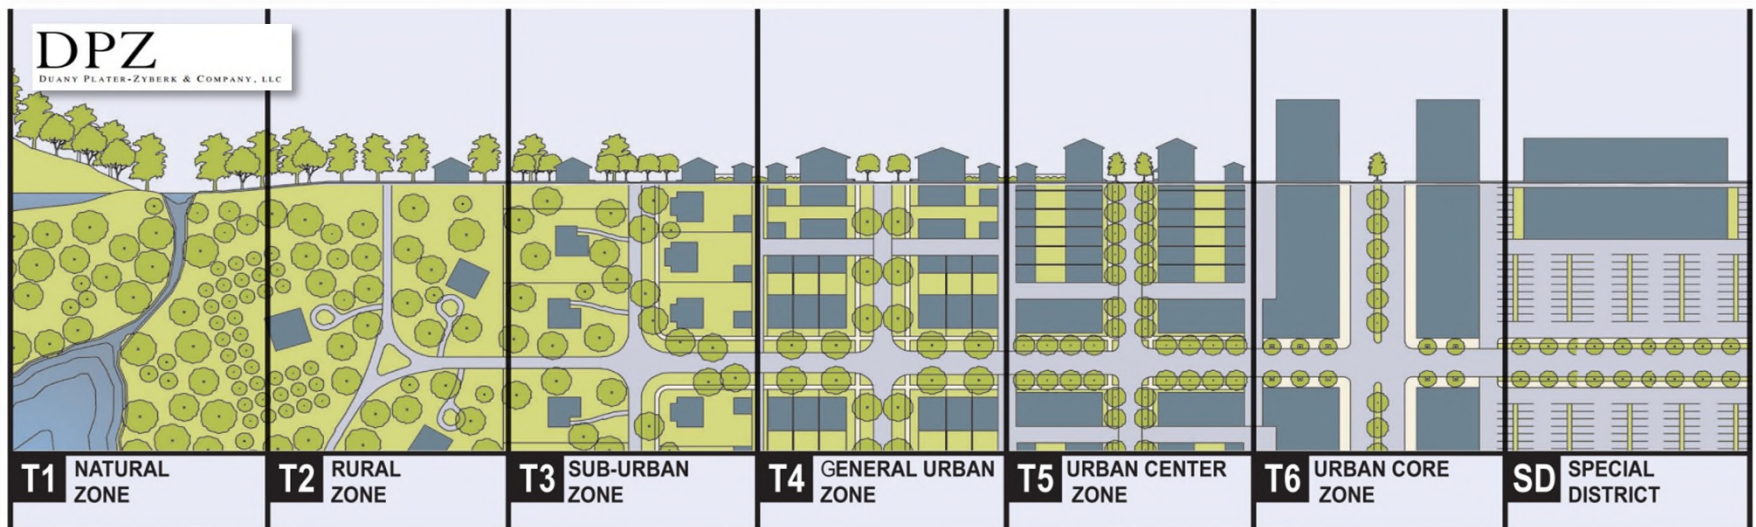 DPZ
DUANY PLATER-ZYBERK & COMPANY, LLC
T1 NATURAL
ZONE
T2 RURAL
ZONE
T3 SUB-URBAN
ZONE
T4 GENERAL URBAN
ZONE
T5 URBAN CENTER
ZONE
T6 URBAN CORE
ZONE
SD SPECIAL
DISTRICT